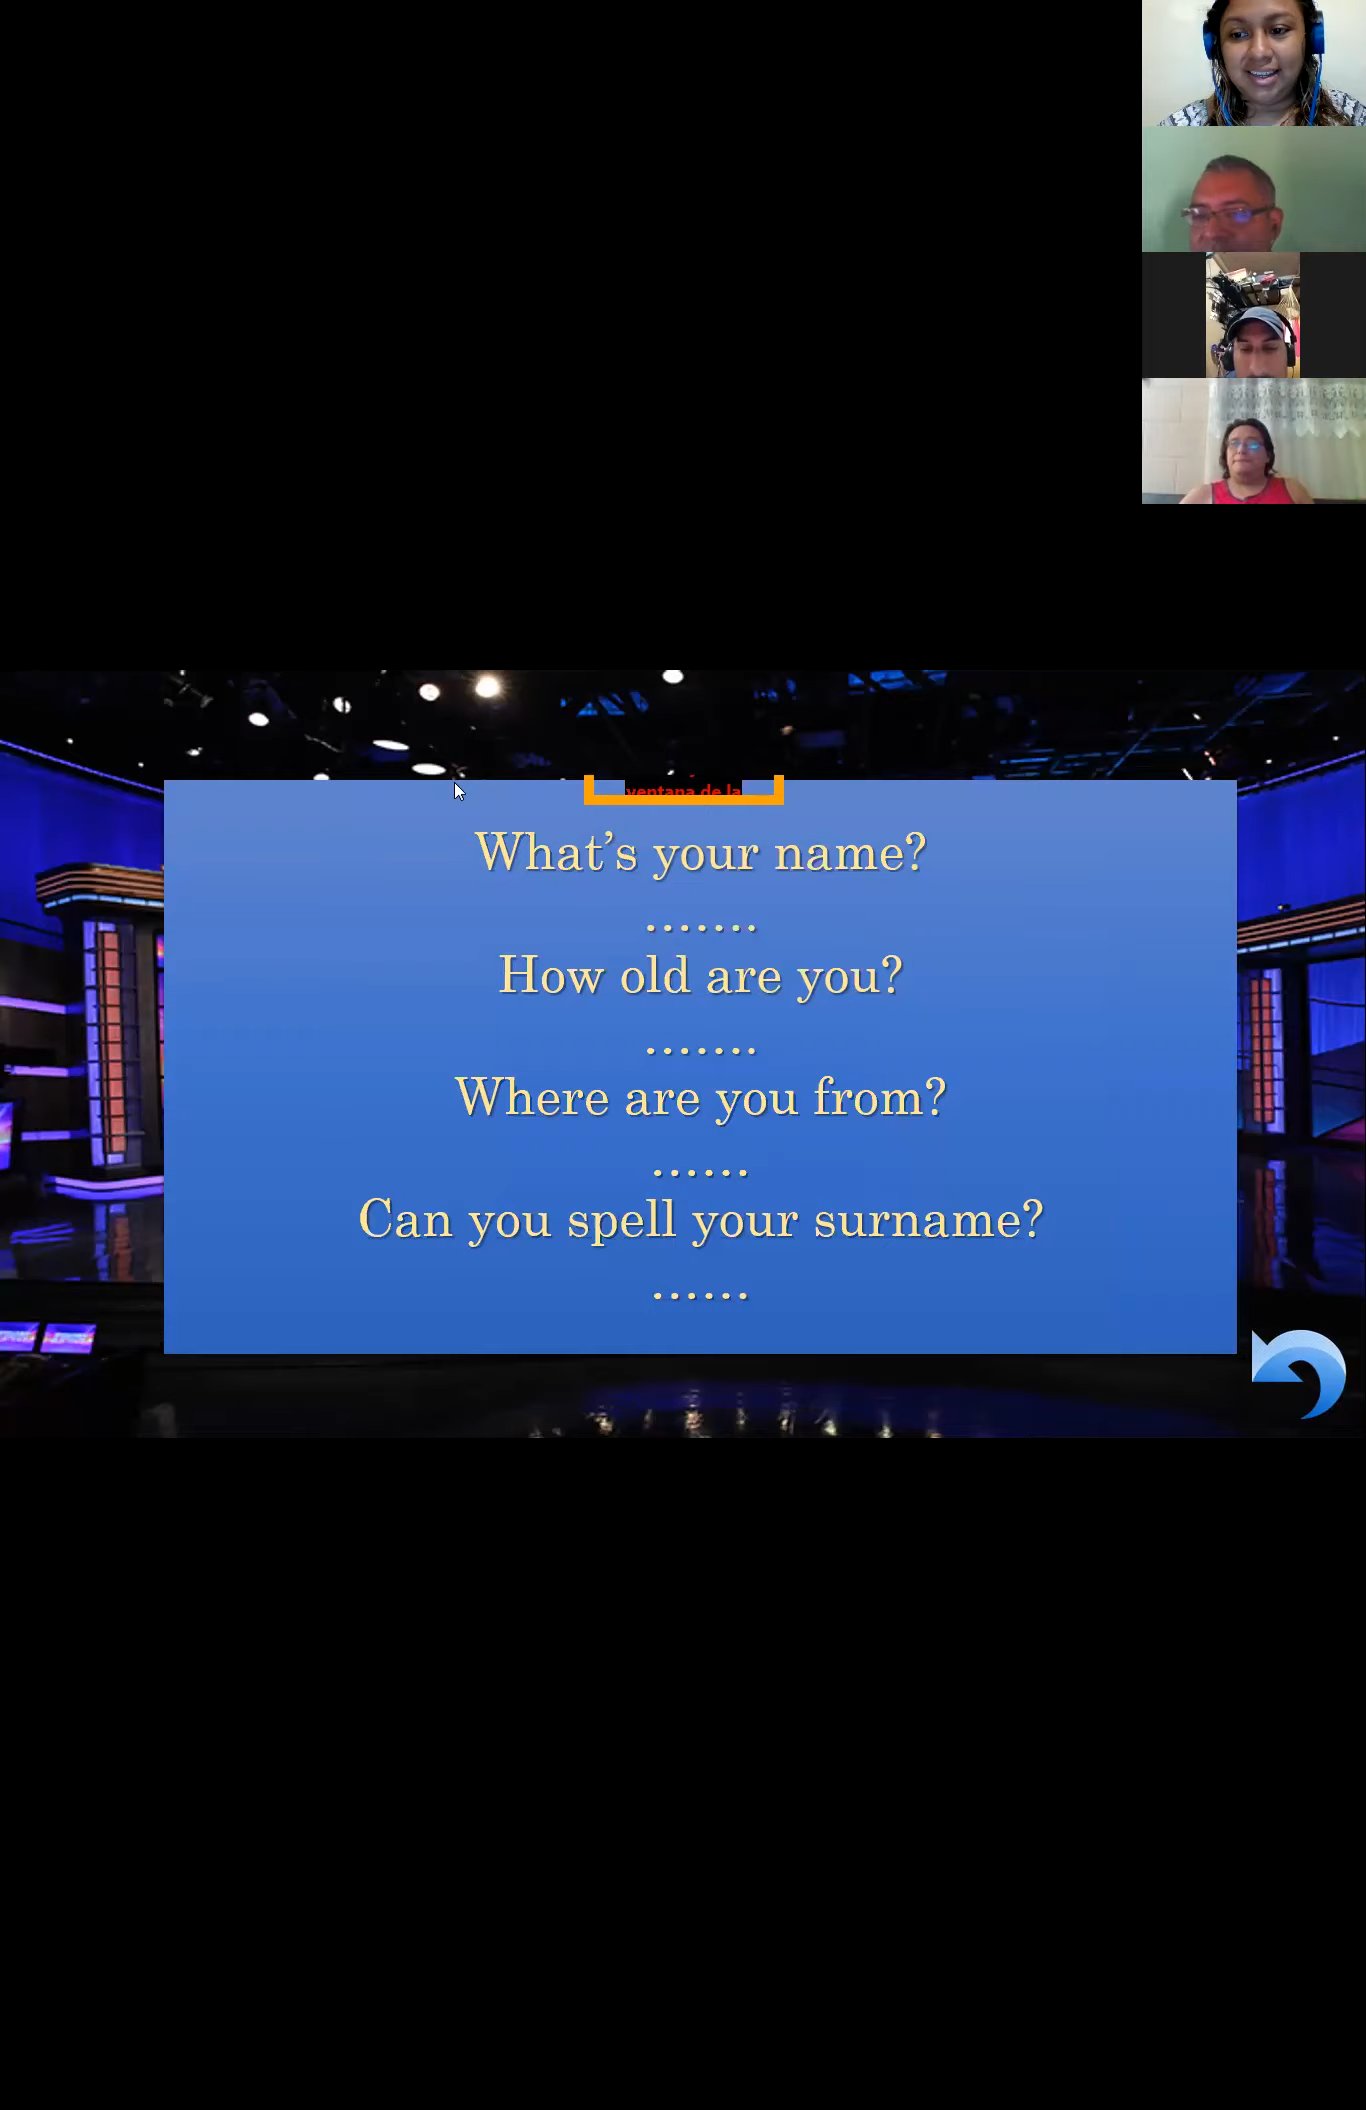 ventana de la
What’s your name?
.......
How old are you?
.......
Where are you from?
......
Can you spell your surname?
......